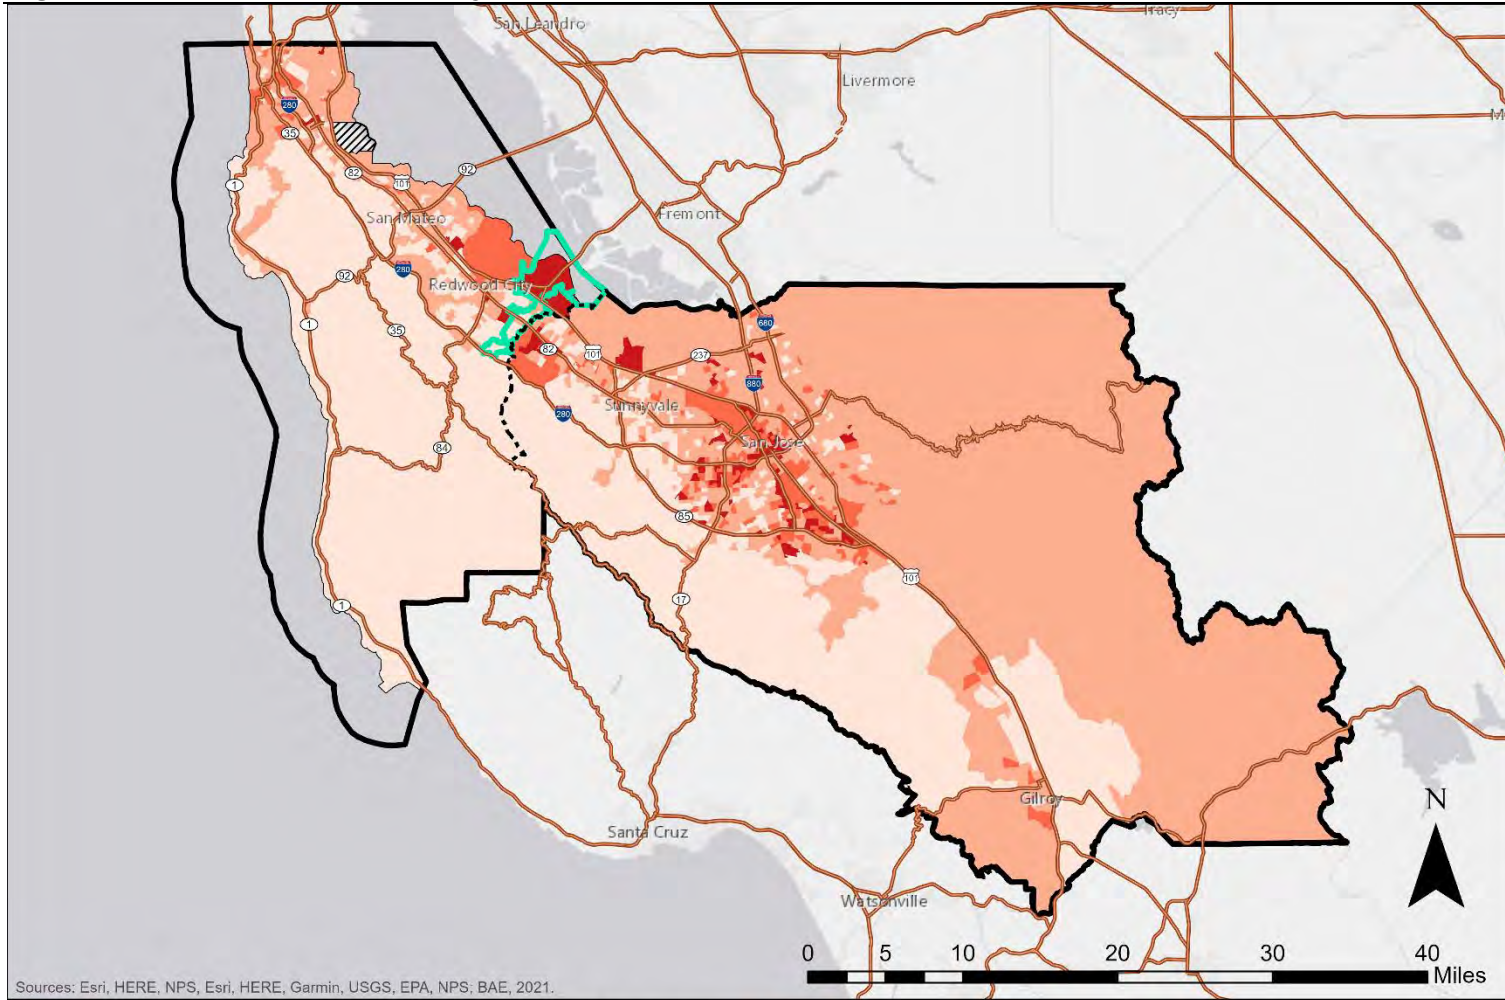 San Leandro
Tracy
Livermore
280
35
82
101
92
1
San Mateo
Fremont
280
92
Redwood City
1
35
680
82
101
237
880
280
Sunnyvale
San Jose
84
85
101
17
1
Gilroy
N
Santa Cruz
Watsonville
0 5 10 20 30 40
Miles
Sources: Esri, HERE, NPS, Esri, HERE, Garmin, USGS, EPA, NPS; BAE, 2021.